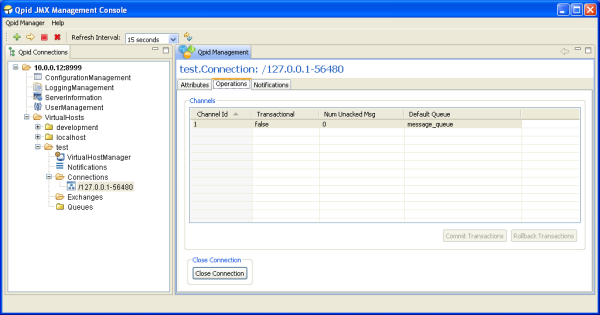 Qpid JMX Management Console
Qpid Manager Help
Refresh Interval: 15 seconds
Qpid Connections
10.0.0.12:8999
ConfigurationManagement
LoggingManagement
ServerInformation
UserManagement
VirtualHosts
development
localhost
test
VirtualHostManager
Notifications
Connections
/127.0.0.1-56480
Exchanges
Queues
Qpid Management
test.Connection: /127.0.0.1-56480
Attributes Operations Notifications
Channels
Channel Id Transactional Num Unacked Msg Default Queue
1 False 0 message_queue
Commit Transactions Rollback Transactions
Close Connection
Close Connection